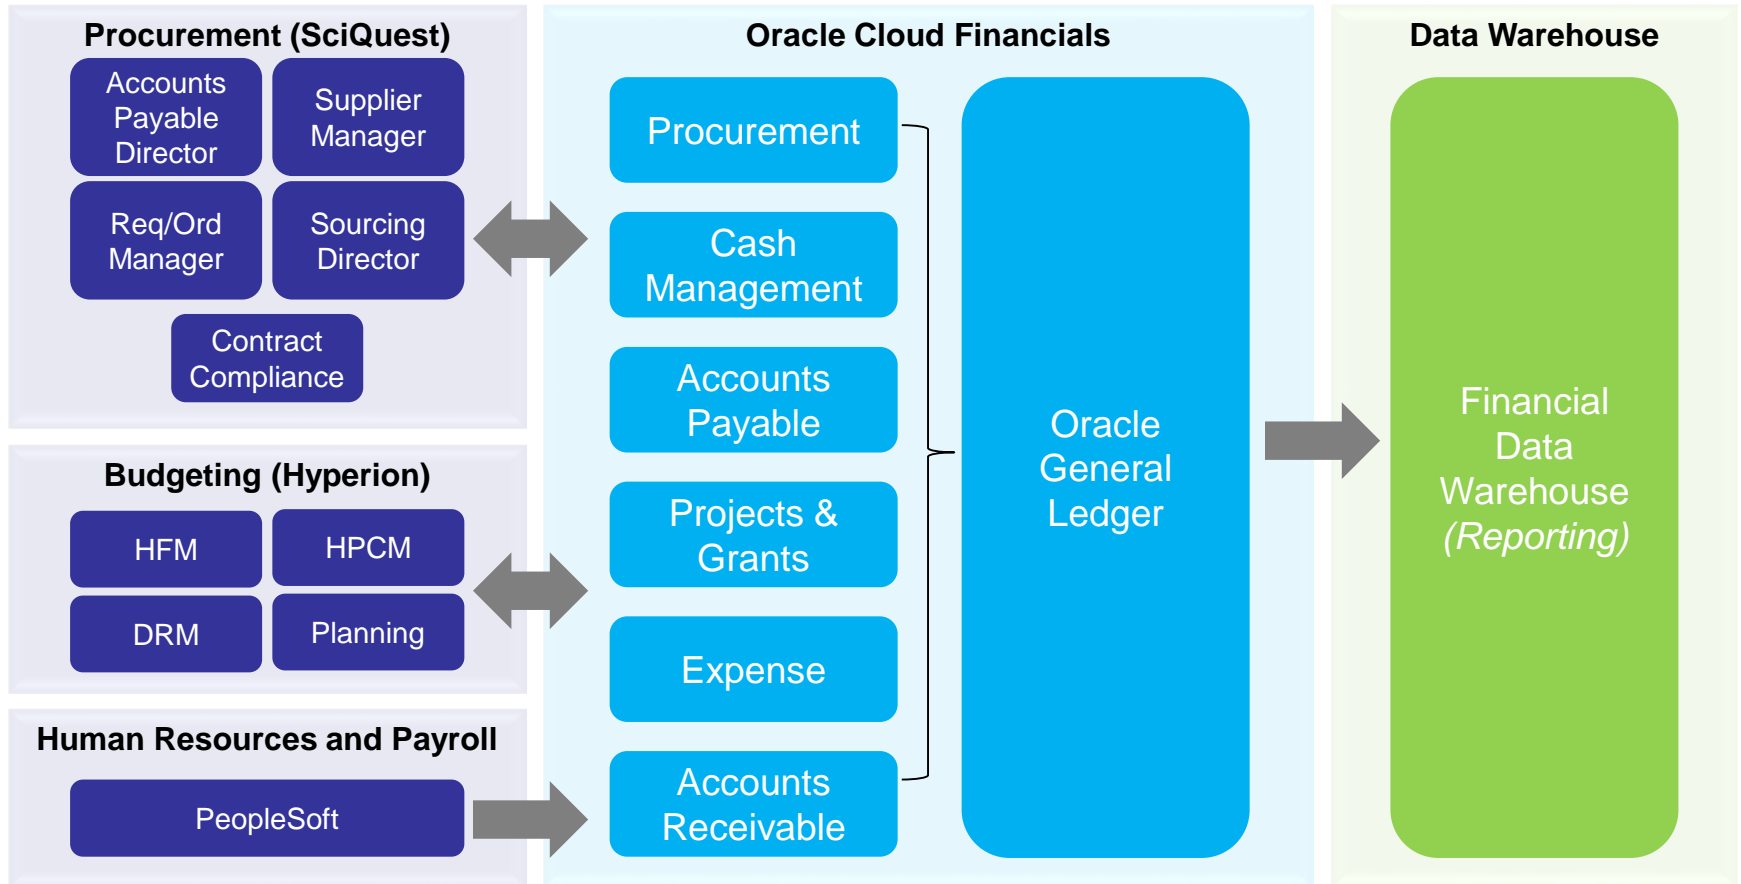 Procurement (SciQuest)
Accounts
Payable
Director
Supplier
Manager
Req/Ord
Manager
Sourcing
Director
Contract
Compliance
Budgeting (Hyperion)
HFM
HPCM
DRM
Planning
Human Resources and Payroll
PeopleSoft
Oracle Cloud Financials
Procurement
Cash
Management
Accounts
Payable
Projects &
Grants
Expense
Accounts
Receivable
Oracle
General
Ledger
Data Warehouse
Financial
Data
Warehouse
(Reporting)